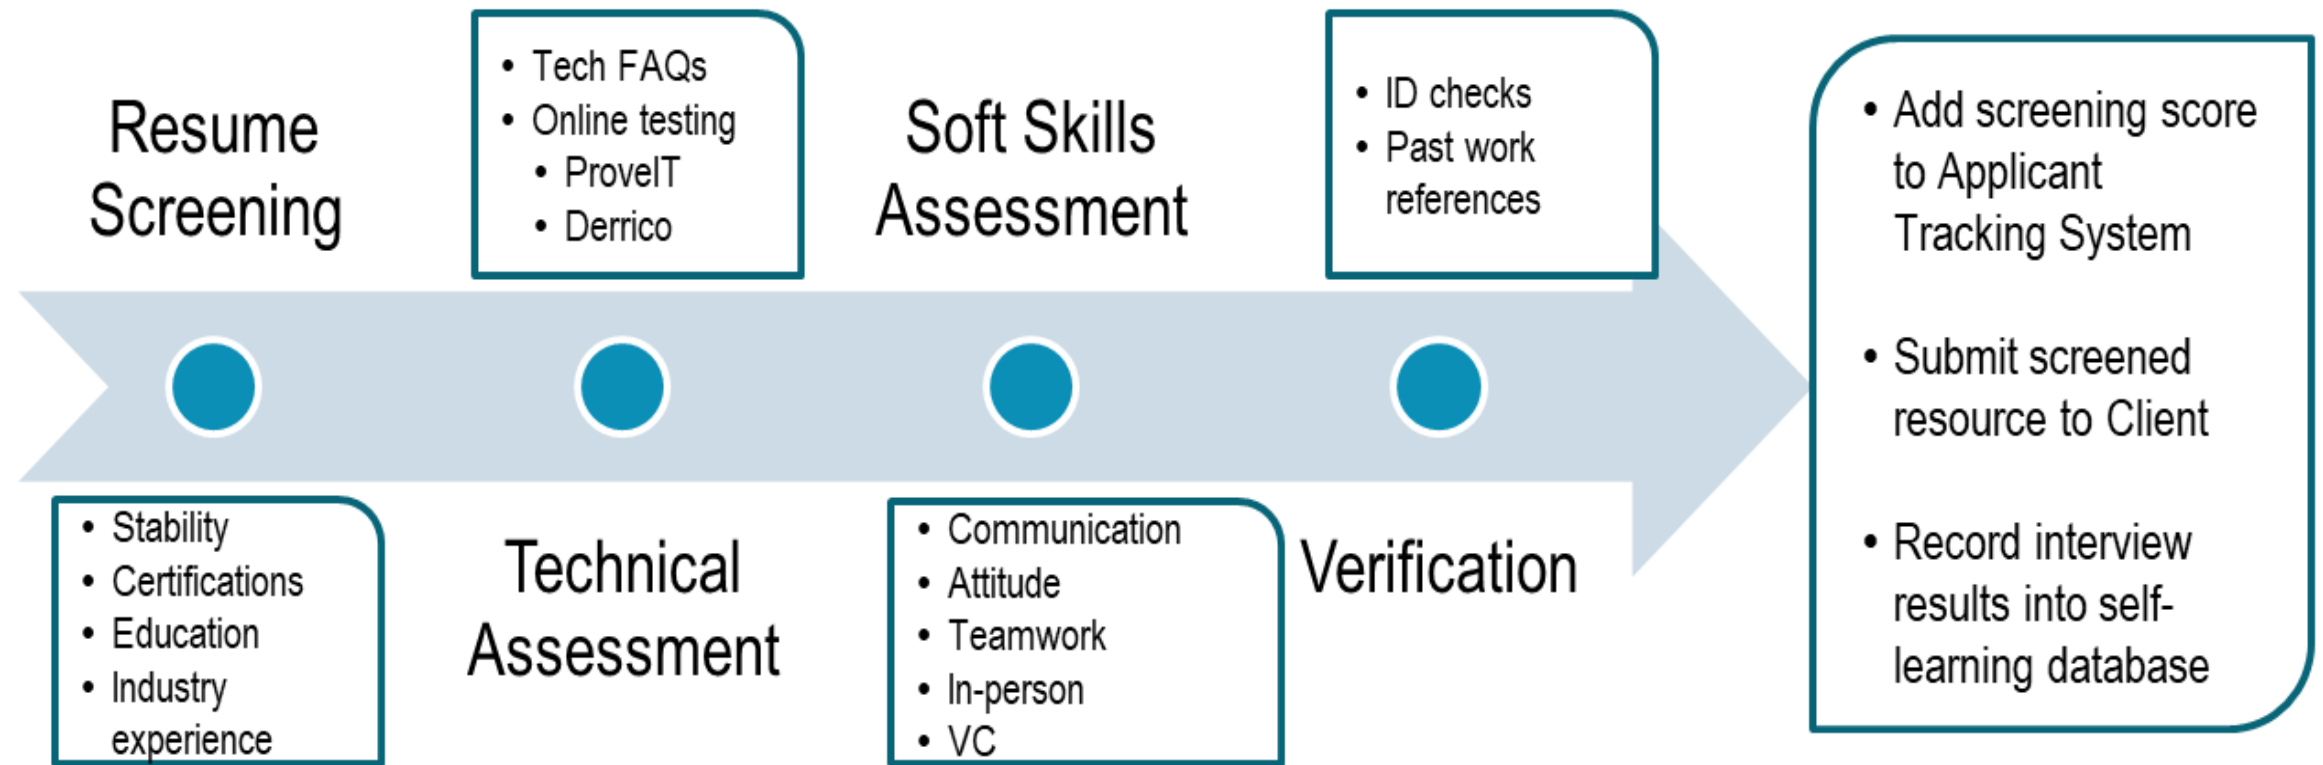 Resume
Screening
• Stability
• Certifications
• Education
• Industry
experience
• Tech FAQs
• Online testing
• ProveIT
• Derrico
Technical
Assessment
Soft Skills
Assessment
• Communication
• Attitude
• Teamwork
• In-person
• VC
• ID checks
• Past work
references
Verification
• Add screening score
to Applicant
Tracking System
• Submit screened
resource to Client
• Record interview
results into self-
learning database